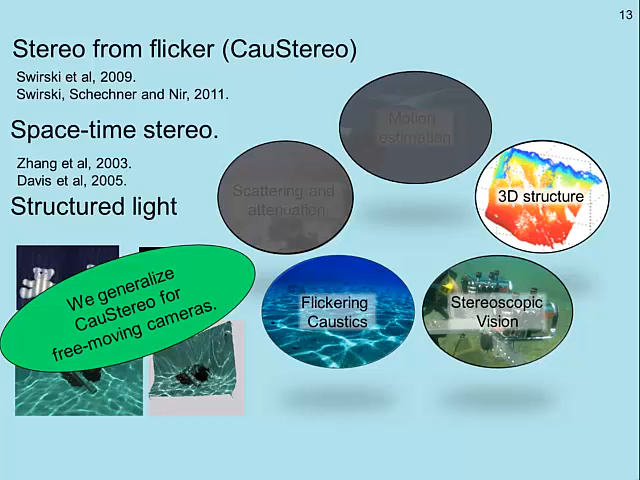 13
Stereo from flicker (CauStereo)
Swirski et al, 2009.
Swirski, Schechner and Nir, 2011.
Space-time stereo.
Zhang et al, 2003.
Davis et al, 2005.
Structured light
We generalize
CauStereo for
free-moving cameras.
Motion
estimation
Scattering and
attenuation
3D structure
Flickering
Caustics
Stereoscopic
Vision